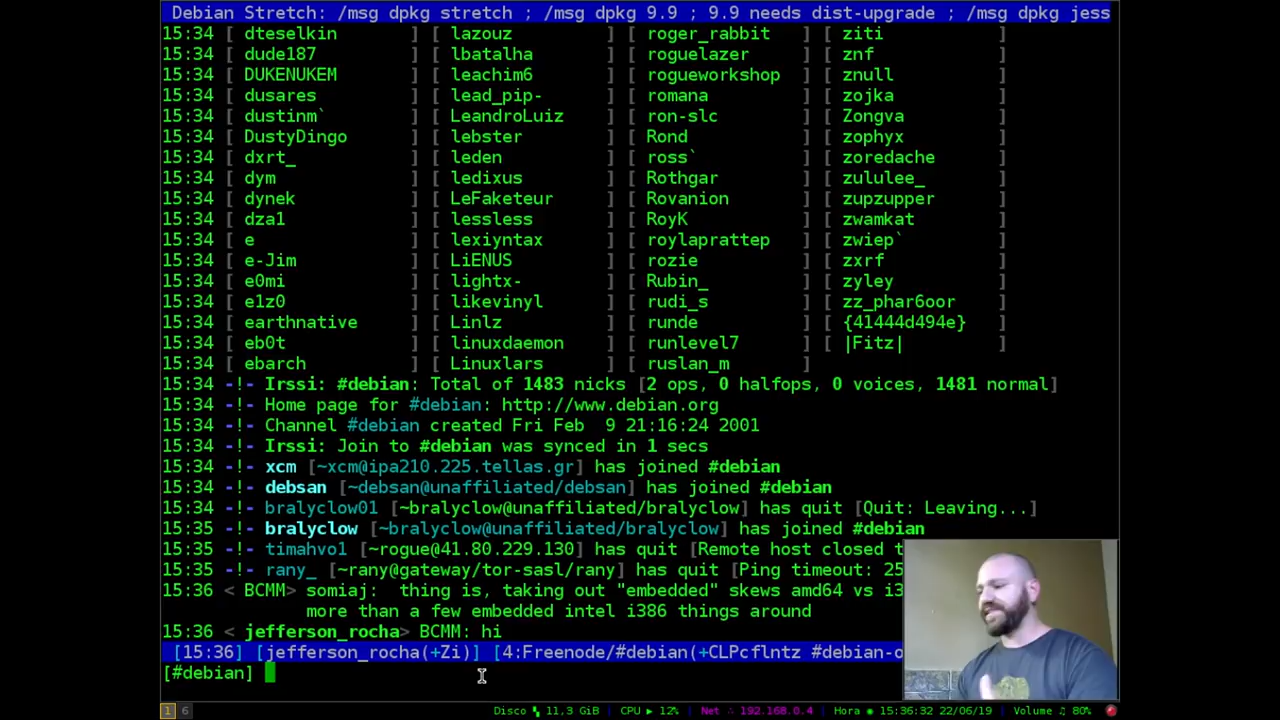 Debian Stretch: /msg dpkg stretch ; /msg dpkg 9.9 ; 9.9 needs dist-upgrade ; /msg dpkg jess
15:34 [ dteselkin ] [ lazouz ] [ roger_rabbit ] [ ziti ]
15:34 [ dude187 ] [ lbatalha ] [ roguelazer ] [ znf ]
15:34 [ DUKENUKEM ] [ leachim6 ] [ rogueworkshop ] [ znull ]
15:34 [ dusares ] [ lead_pip- ] [ romana ] [ zojka ]
15:34 [ dustinm` ] [ LeandroLuiz ] [ ron-slc ] [ Zongva ]
15:34 [ DustyDingo ] [ lebster ] [ Rond ] [ zophyx ]
15:34 [ dxrt_ ] [ leden ] [ ross` ] [ zoredache ]
15:34 [ dym ] [ ledixus ] [ Rothgar ] [ zululee_ ]
15:34 [ dynek ] [ LeFaketeur ] [ Rovanion ] [ zupzupper ]
15:34 [ dza1 ] [ lessless ] [ RoyK ] [ zwamkat ]
15:34 [ e ] [ lexiyntax ] [ roylaprattep ] [ zwiep` ]
15:34 [ e-Jim ] [ LiENUS ] [ rozie ] [ zxrf ]
15:34 [ e0mi ] [ lightx- ] [ Rubin_ ] [ zyley ]
15:34 [ e1z0 ] [ likevinyl ] [ rudi_s ] [ zz_phar6oor ]
15:34 [ earthnative ] [ Linlz ] [ runde ] [ {41444d494e} ]
15:34 [ eb0t ] [ linuxdaemon ] [ runlevel7 ] [ |Fitz| ]
15:34 [ ebarch ] [ Linuxlars ] [ ruslan_m ]
15:34 -!- Irssi: #debian: Total of 1483 nicks [2 ops, 0 halfops, 0 voices, 1481 normal]
15:34 -!- Home page for #debian: http://www.debian.org
15:34 -!- Channel #debian created Fri Feb  9 21:16:24 2001
15:34 -!- Irssi: Join to #debian was synced in 1 secs
15:34 -!- xcm [~xcm@ipa210.225.tellas.gr] has joined #debian
15:34 -!- debsan [~debsan@unaffiliated/debsan] has joined #debian
15:34 -!- bralyclow01 [~bralyclow@unaffiliated/bralyclow] has quit [Quit: Leaving...]
15:35 -!- bralyclow [~bralyclow@unaffiliated/bralyclow] has joined #debian
15:35 -!- timahvo1 [~rogue@41.80.229.130] has quit [Remote host closed t
15:35 -!- rany_ [~rany@gateway/tor-sasl/rany] has quit [Ping timeout: 25
15:36 < BCMM> somiaj:  thing is, taking out "embedded" skews amd64 vs i3
more than a few embedded intel i386 things around
15:36 < jefferson_rocha> BCMM: hi
[15:36] [jefferson_rocha(+Zi)] [4:Freenode/#debian(+CLPcflntz #debian-o
[#debian]
1 6 Disco 11.3 GiB CPU ▶ 12% Net 192.168.0.4 Hora 15:36:32 22/06/19 Volume ♫ 80%